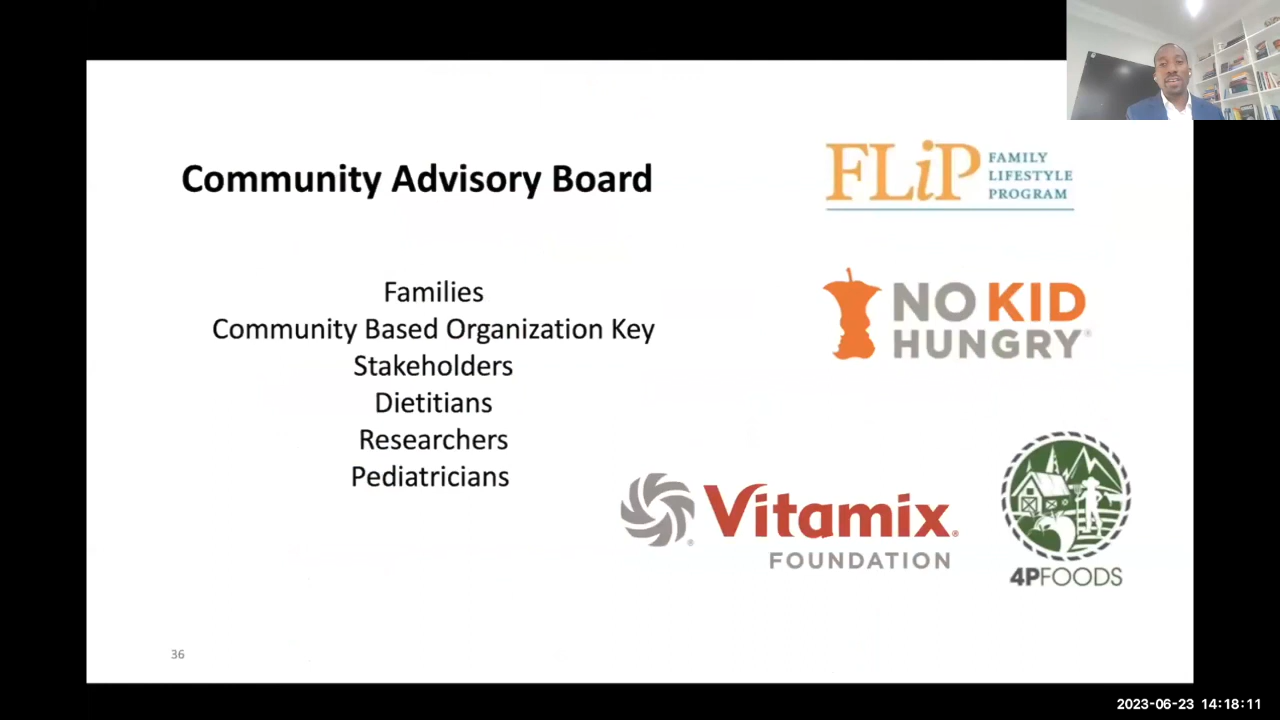 Community Advisory Board
Families
Community Based Organization Key
Stakeholders
Dietitians
Researchers
Pediatricians
FLiP
FAMILY
LIFESTYLE
PROGRAM
NO KID
HUNGRY®
Vitamix®
FOUNDATION
4PFOODS
36
2023-06-23 14:18:11